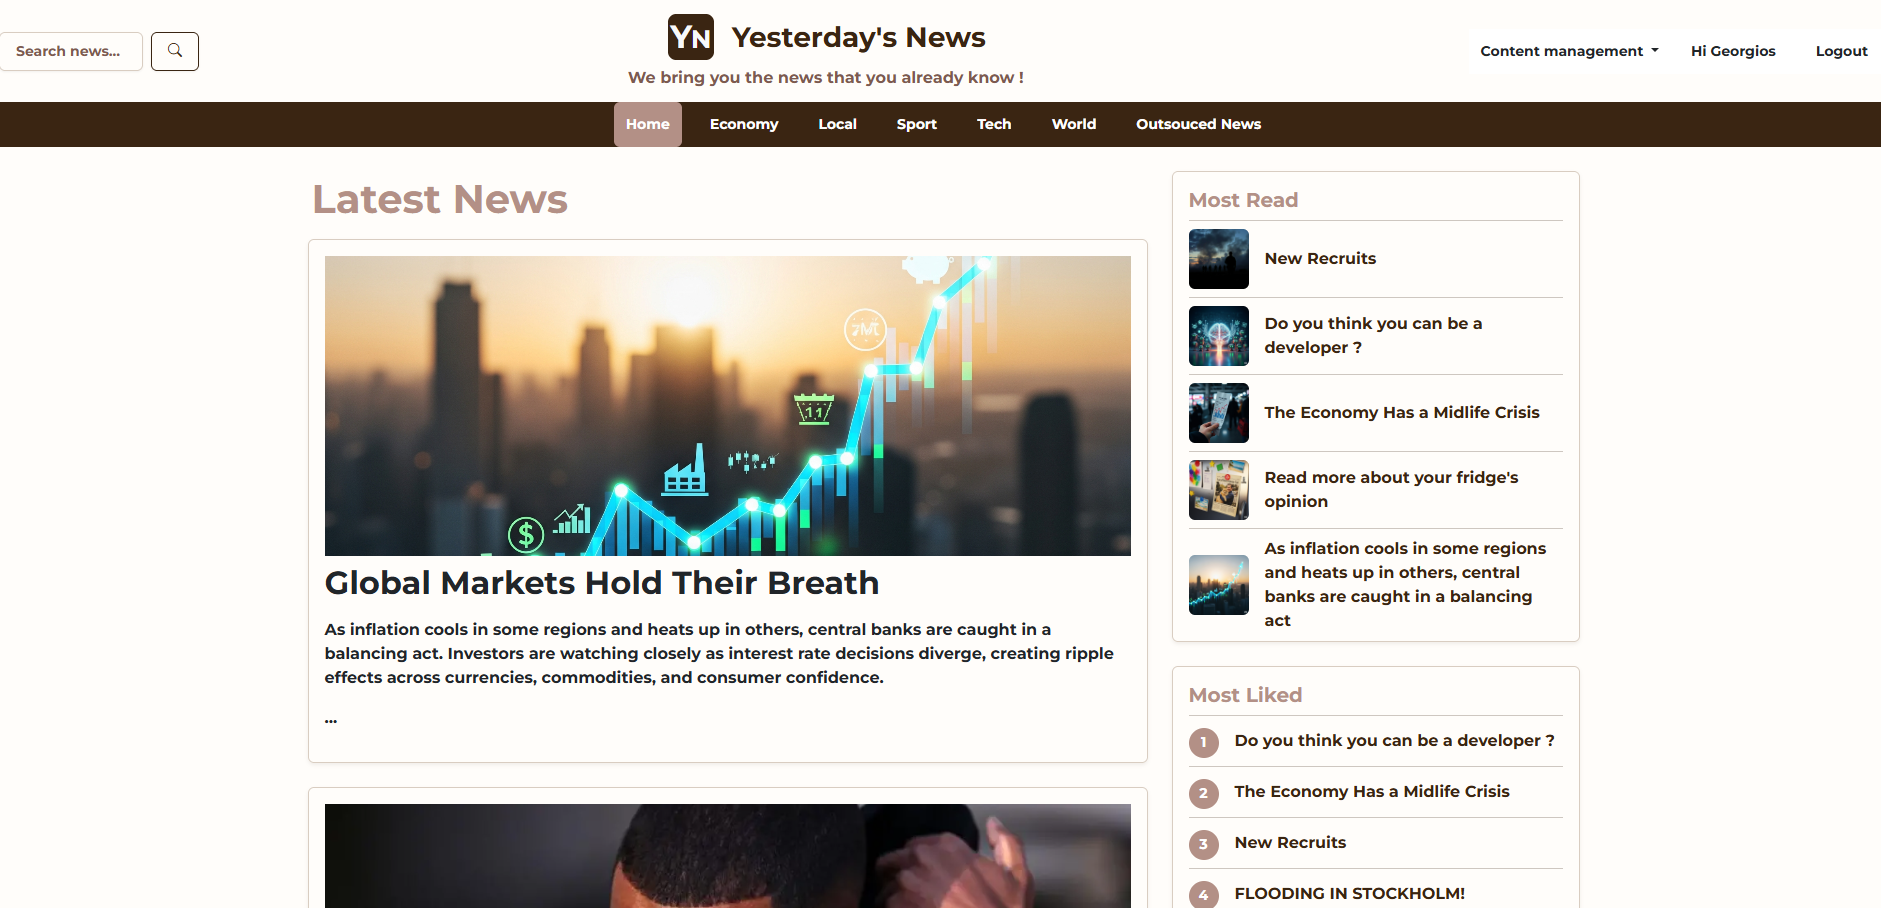 Search news...
YN
Yesterday's News
We bring you the news that you already know !
Content management
Hi Georgios
Logout
Home
Economy
Local
Sport
Tech
World
Outsouced News
Latest News
$
11
Global Markets Hold Their Breath
As inflation cools in some regions and heats up in others, central banks are caught in a
balancing act. Investors are watching closely as interest rate decisions diverge, creating ripple
effects across currencies, commodities, and consumer confidence.
...
Most Read
New Recruits
Do you think you can be a
developer ?
The Economy Has a Midlife Crisis
Read more about your fridge's
opinion
As inflation cools in some regions
and heats up in others, central
banks are caught in a balancing
act
Most Liked
1 Do you think you can be a developer ?
2 The Economy Has a Midlife Crisis
3 New Recruits
4 FLOODING IN STOCKHOLM!